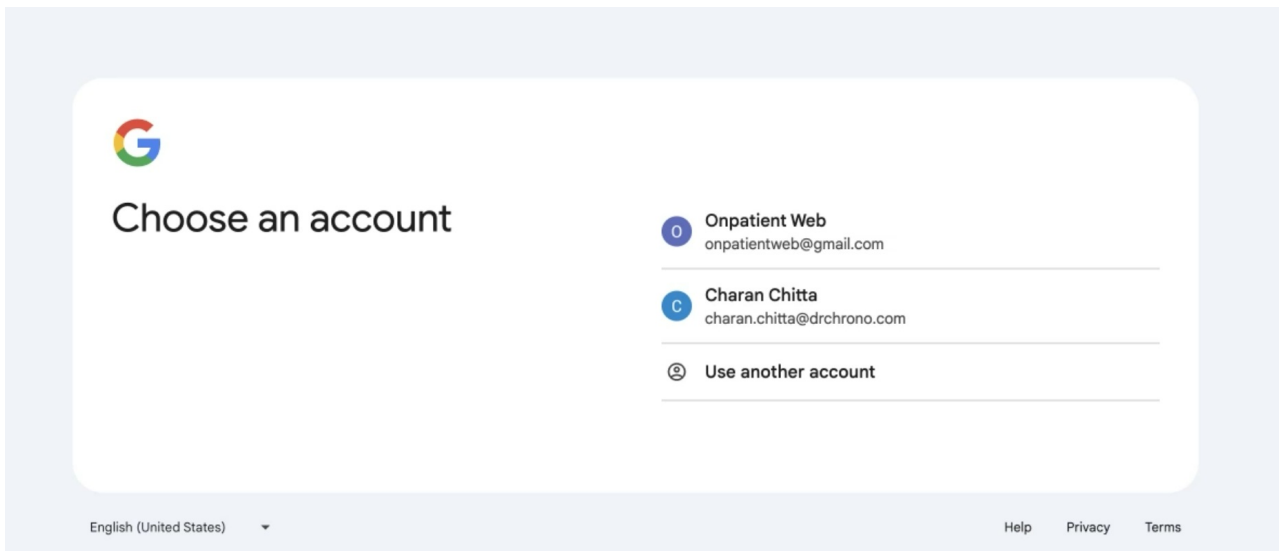 Choose an account
O
Onpatient Web
onpatientweb@gmail.com
C
Charan Chitta
charan.chitta@drchrono.com
Use another account
English (United States)
Help Privacy Terms